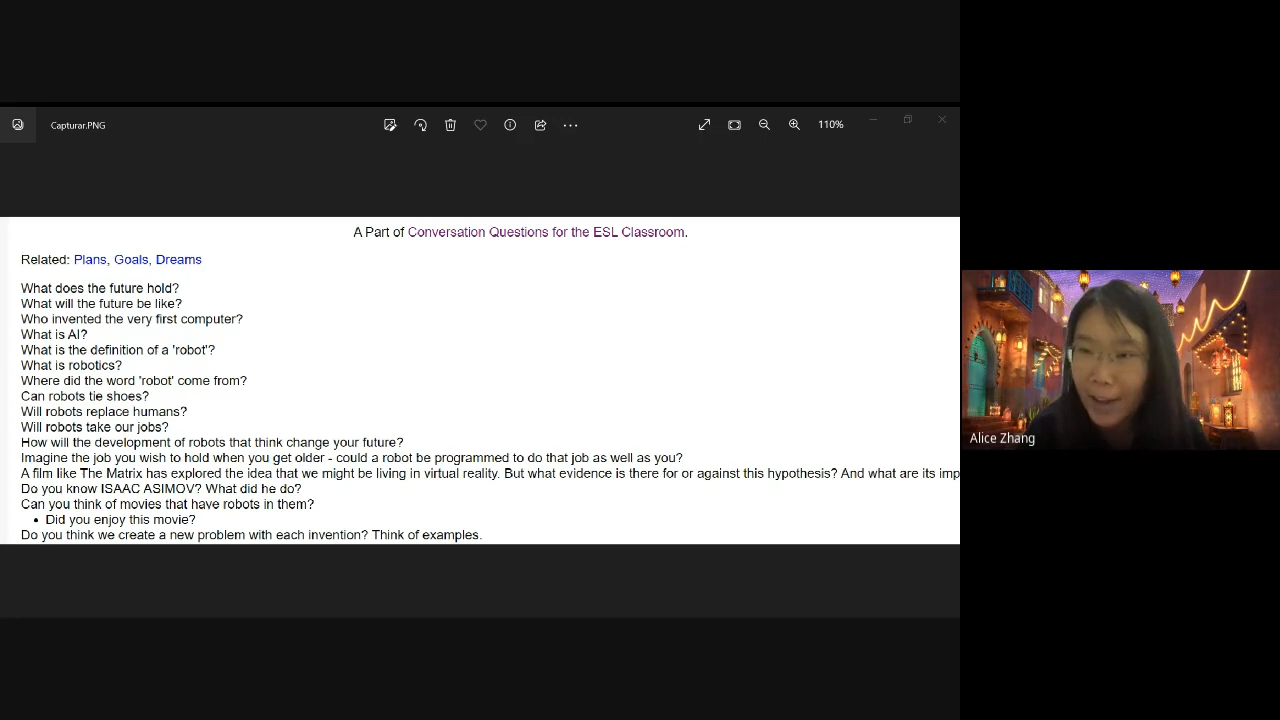 Capturar.PNG
110%
A Part of Conversation Questions for the ESL Classroom.
Related: Plans, Goals, Dreams
What does the future hold?
What will the future be like?
Who invented the very first computer?
What is AI?
What is the definition of a 'robot'?
What is robotics?
Where did the word 'robot' come from?
Can robots tie shoes?
Will robots replace humans?
Will robots take our jobs?
How will the development of robots that think change your future?
Imagine the job you wish to hold when you get older - could a robot be programmed to do that job as well as you?
A film like The Matrix has explored the idea that we might be living in virtual reality. But what evidence is there for or against this hypothesis? And what are its imp
Do you know ISAAC ASIMOV? What did he do?
Can you think of movies that have robots in them?
• Did you enjoy this movie?
Do you think we create a new problem with each invention? Think of examples.
Alice Zhang